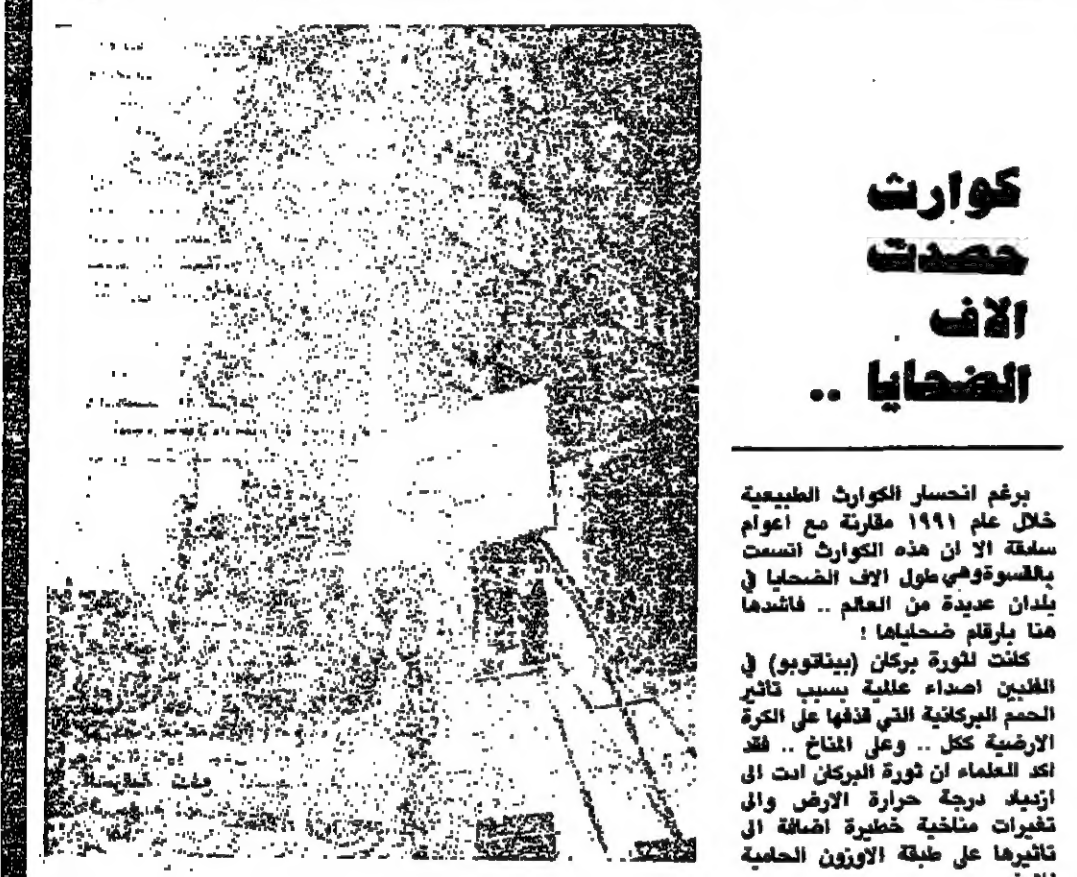 كوارث
حصدت
الاف
الضحايا ..
برغم انحسار الكوارث الطبيعية
خلال عام ١٩٩١ مقارنة مع اعوام
سابقة الا ان هذه الكوارث اتسمت
بالقسوة وهي طول الاف الضحايا في
بلدان عديدة من العالم .. فاشدها
هنا بارقام ضحاياها !
كانت لثورة بركان (بيناتوبو) في
الفلبين اصداء عالمية بسبب تاثير
الحمم البركانية التي قذفها على الكرة
الارضية ككل .. وعلى المناخ .. فقد
اكد العلماء ان ثورة البركان ادت الى
ازدياد درجة حرارة الارض والى
تغيرات مناخية خطيرة اضافة الى
تاثيرها على طبقة الاوزون الحامية